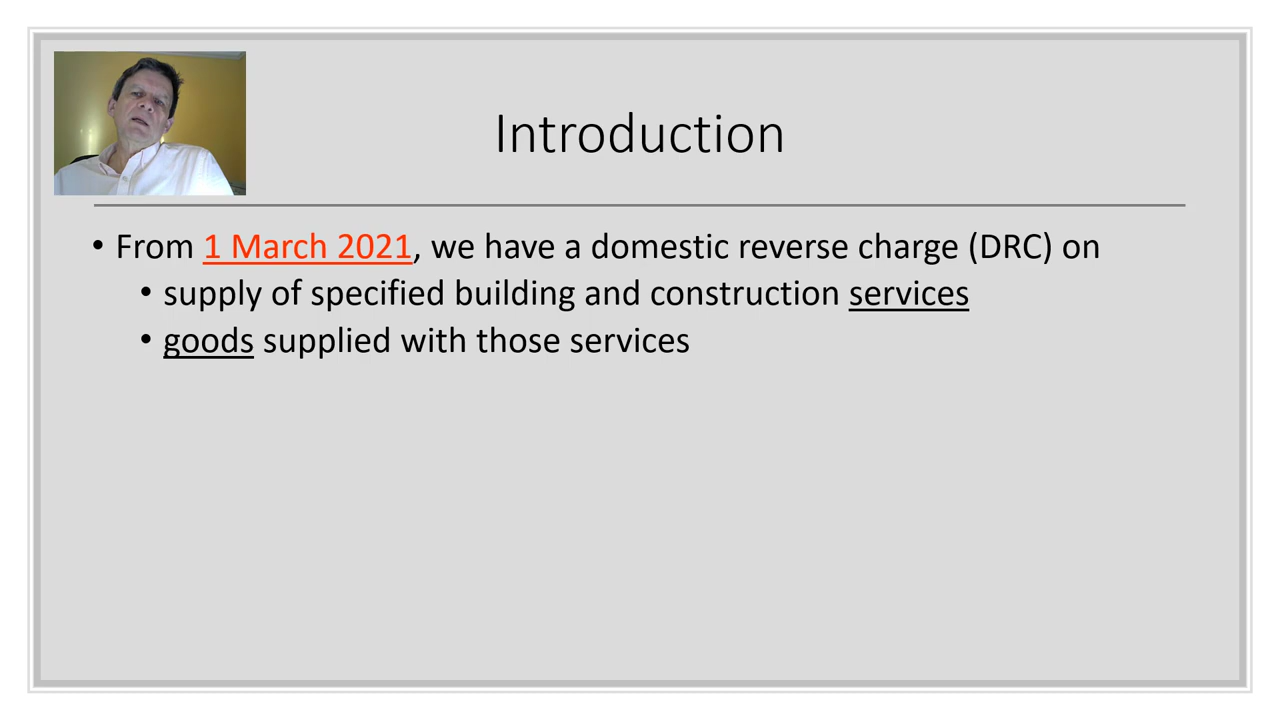 Introduction
• From 1 March 2021, we have a domestic reverse charge (DRC) on
• supply of specified building and construction services
• goods supplied with those services